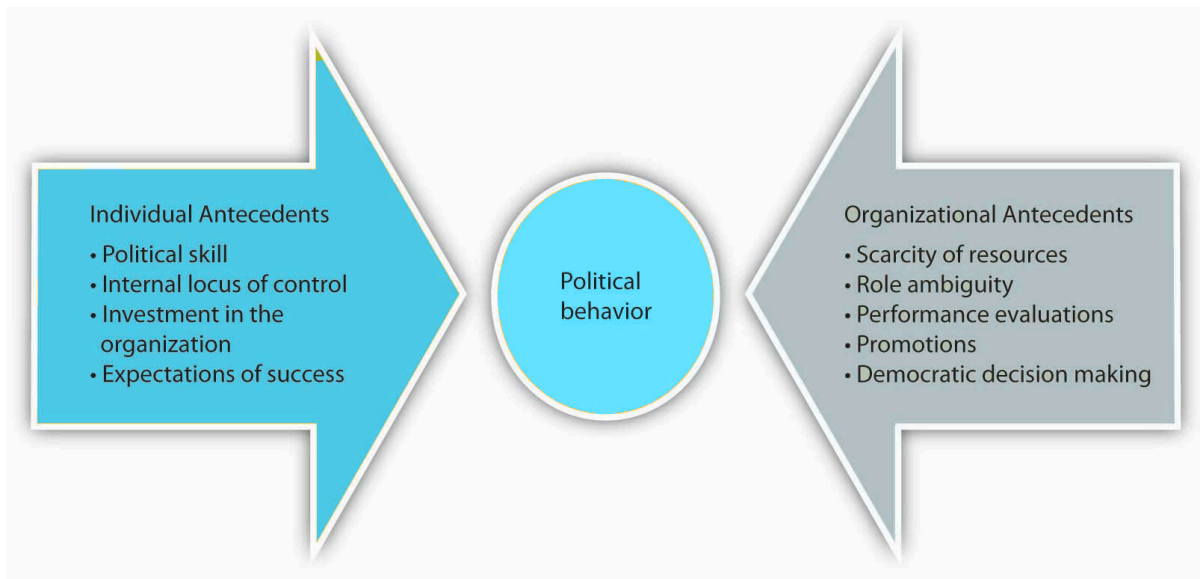 Individual Antecedents
• Political skill
• Internal locus of control
• Investment in the
organization
• Expectations of success
Political
behavior
Organizational Antecedents
• Scarcity of resources
• Role ambiguity
• Performance evaluations
• Promotions
• Democratic decision making